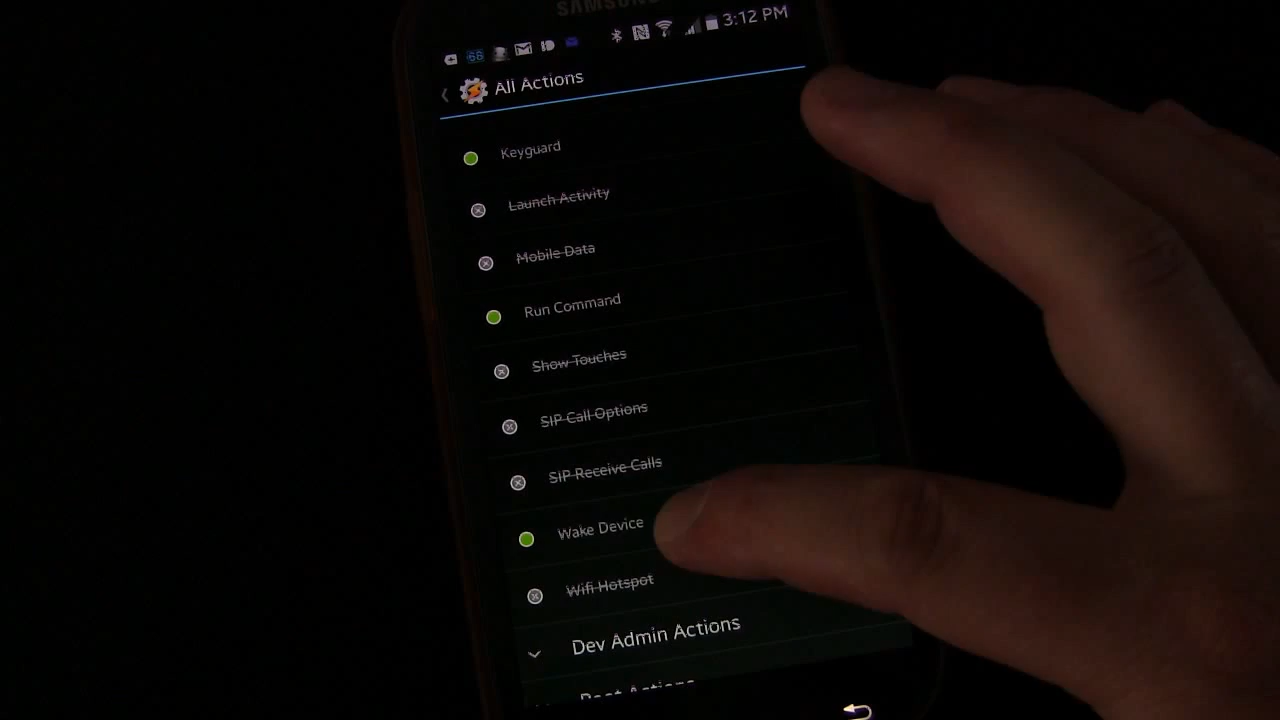 SAMSUNG
66 3:12 PM
All Actions
Keyguard
Launch Activity
Mobile Data
Run Command
Show Touches
SIP Call Options
SIP Receive Calls
Wake Device
Wifi Hotspot
Dev Admin Actions
Root Actions